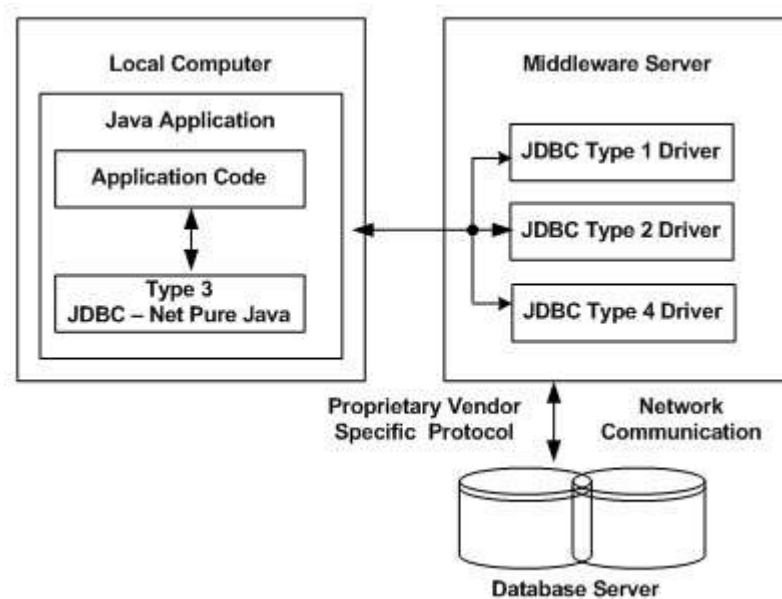 Local Computer
Java Application
Application Code
Type 3
JDBC – Net Pure Java
Middleware Server
JDBC Type 1 Driver
JDBC Type 2 Driver
JDBC Type 4 Driver
Proprietary Vendor
Specific Protocol
Network
Communication
Database Server